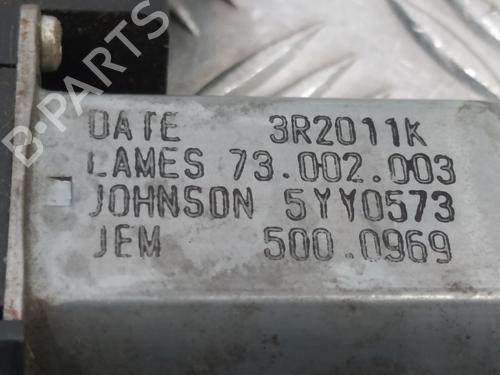 DATE 3R2011K
LAMES 73.002.003
JOHNSON 5YY0573
JEM 500.0969
B-PARTS